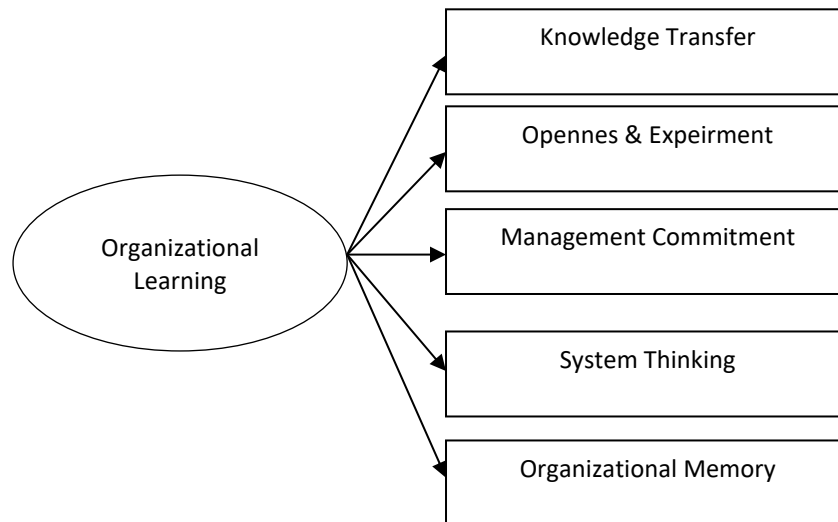 Knowledge Transfer
Opennes & Expeirment
Organizational
Learning
Management Commitment
System Thinking
Organizational Memory